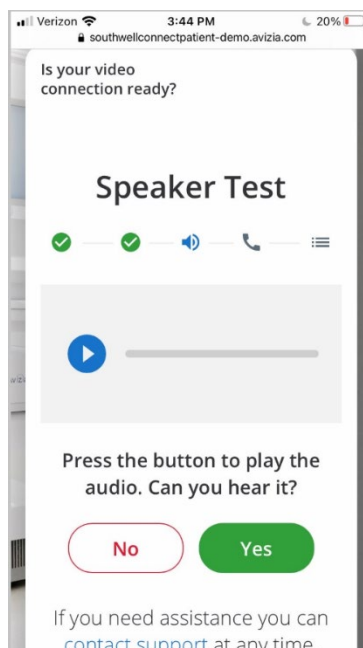 Verizon 3:44 PM 20%
southwellconnectpatient-demo.avizia.com
Is your video
connection ready?
Speaker Test
Press the button to play the
audio. Can you hear it?
No Yes
If you need assistance you can
contact support at any time